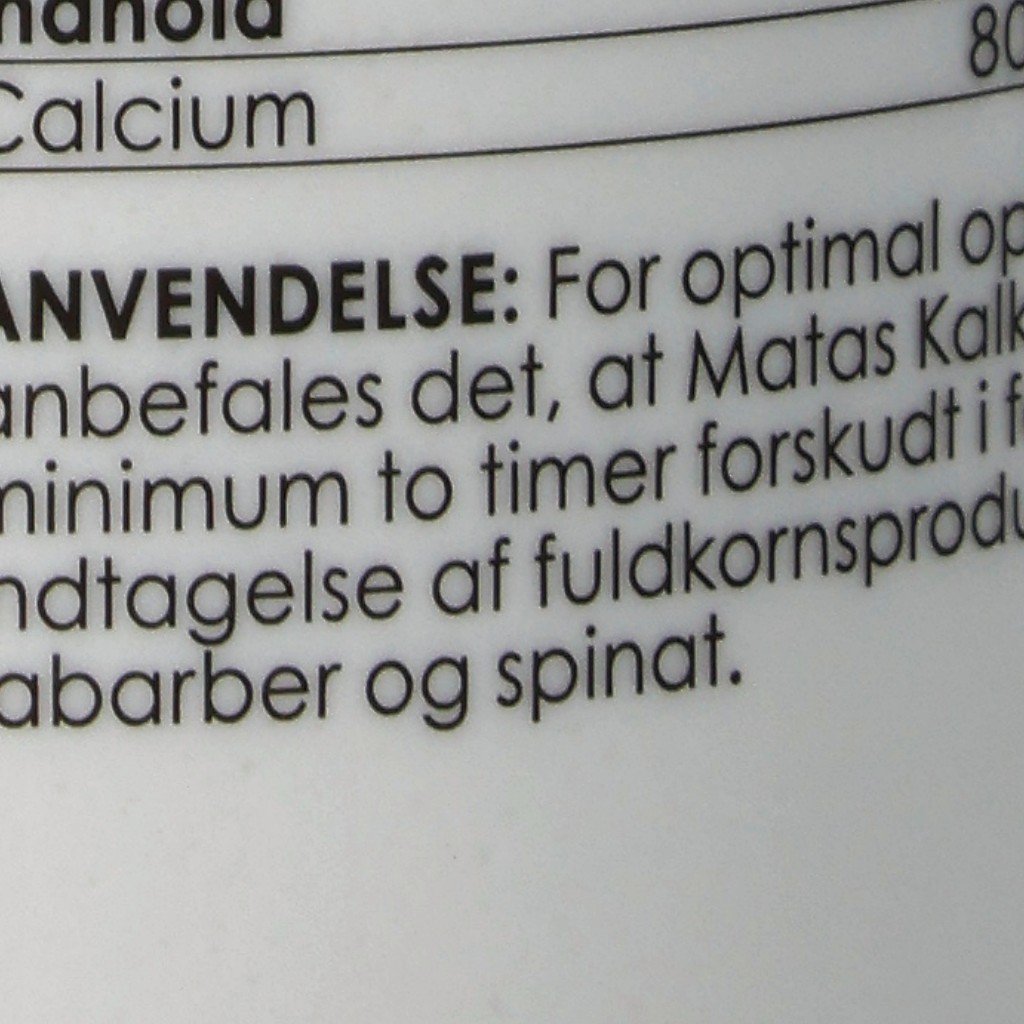 Calcium 80
ANVENDELSE: For optimal op
anbefales det, at Matas Kalk
minimum to timer forskudt i f
ndtagelse af fuldkornsprodu
abarber og spinat.